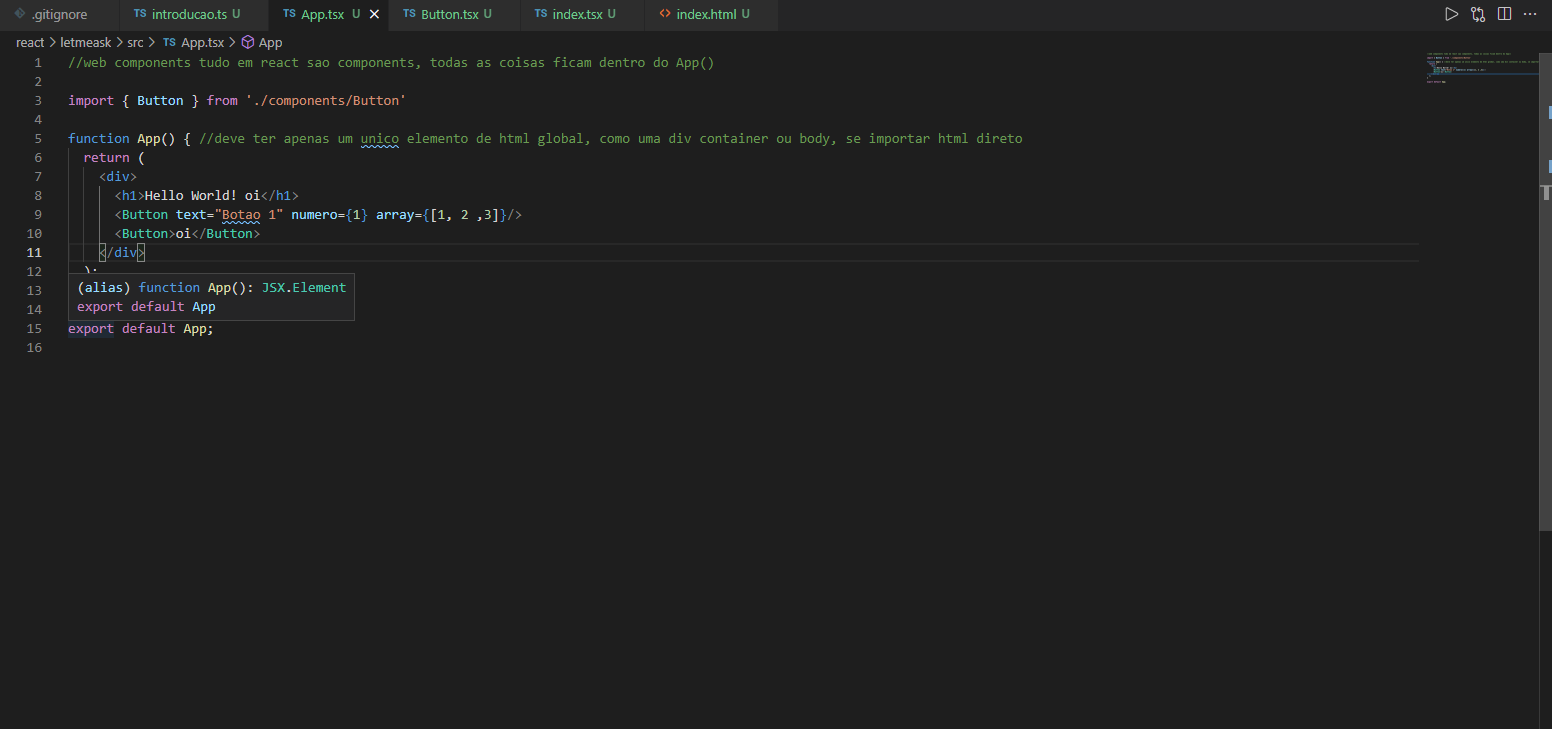 .gitignore TS introducao.ts U TS App.tsx U TS Button.tsx U TS index.tsx U index.html U
react > letmeask > src > TS App.tsx > App
1 //web components tudo em react sao components, todas as coisas ficam dentro do App()
2
3 import { Button } from './components/Button'
4
5 function App() { //deve ter apenas um unico elemento de html global, como uma div container ou body, se importar html direto
6 return (
7 <div>
8 <h1>Hello World! oi</h1>
9 <Button text="Botao 1" numero={1} array={[1, 2 ,3]}/>
10 <Button>oi</Button>
11 </div>
12 );
13 (alias) function App(): JSX.Element
14 export default App
15 export default App;
16